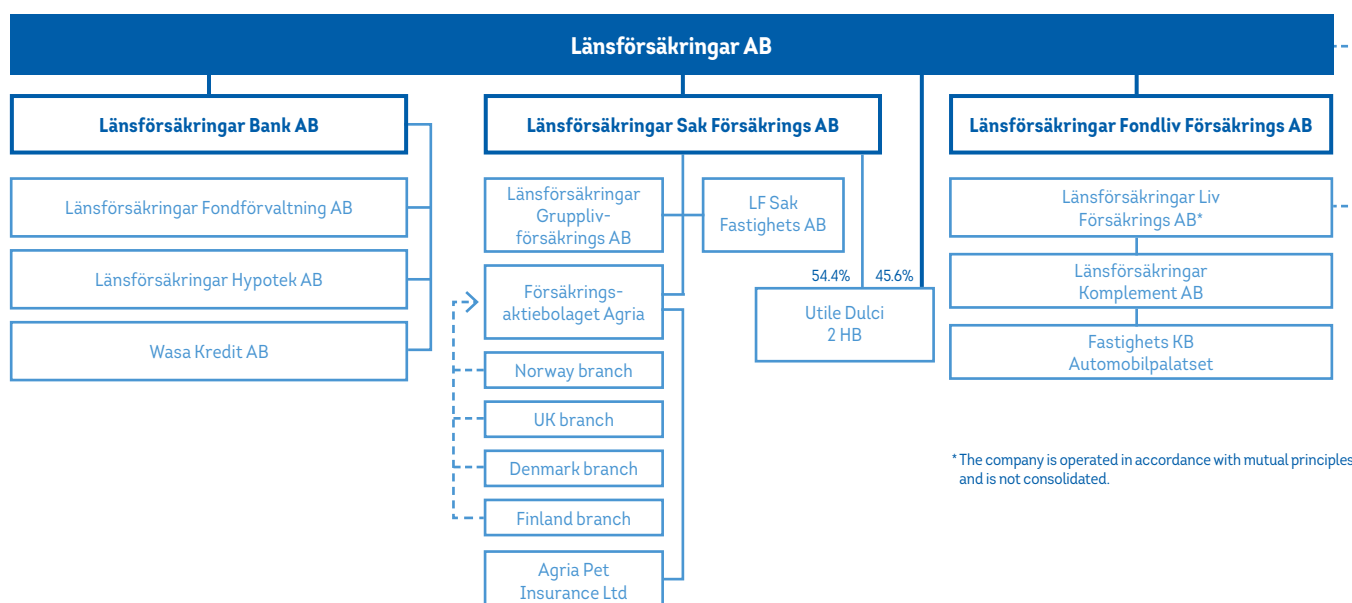 Länsförsäkringar AB
Länsförsäkringar Bank AB
Länsförsäkringar Fondförvaltning AB
Länsförsäkringar Hypotek AB
Wasa Kredit AB
Länsförsäkringar Sak Försäkrings AB
Länsförsäkringar
Gruppliv-
försäkrings AB
LF Sak
Fastighets AB
Försäkrings-
aktiebolaget Agria
Norway branch
UK branch
Denmark branch
Finland branch
Agria Pet
Insurance Ltd
54.4% 45.6%
Utile Dulci
2 HB
Länsförsäkringar Fondliv Försäkrings AB
Länsförsäkringar Liv
Försäkrings AB*
Länsförsäkringar
Komplement AB
Fastighets KB
Automobilpalatset
* The company is operated in accordance with mutual principles
and is not consolidated.